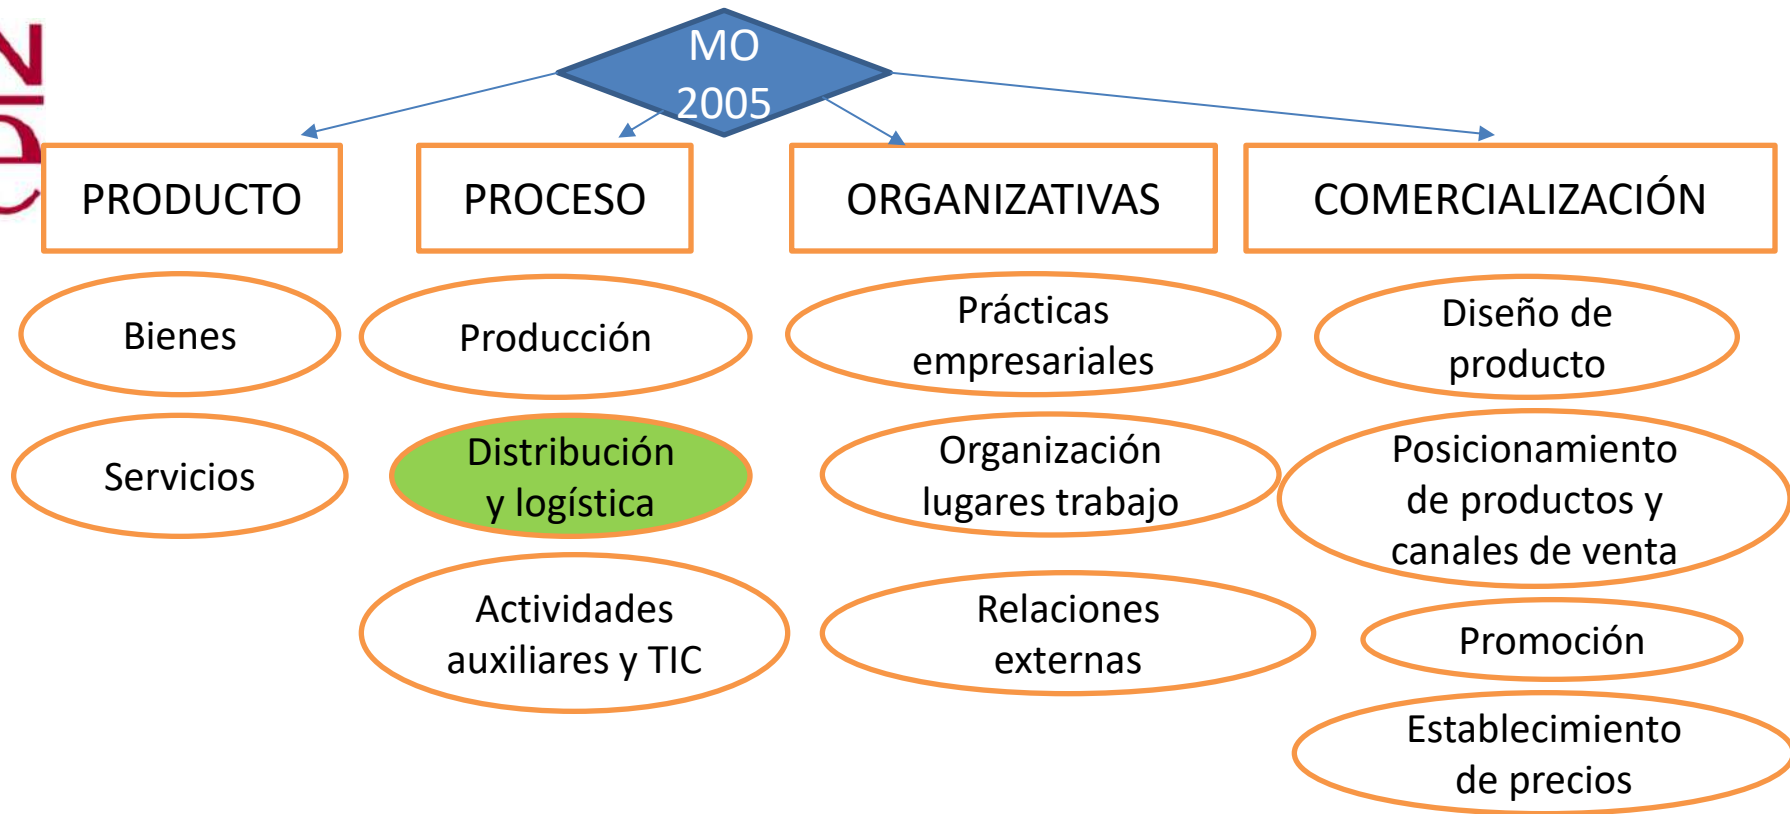 MO
2005
PRODUCTO
PROCESO
ORGANIZATIVAS
COMERCIALIZACIÓN
Bienes
Servicios
Producción
Distribución
y logística
Actividades
auxiliares y TIC
Prácticas
empresariales
Organización
lugares trabajo
Relaciones
externas
Diseño de
producto
Posicionamiento
de productos y
canales de venta
Promoción
Establecimiento
de precios